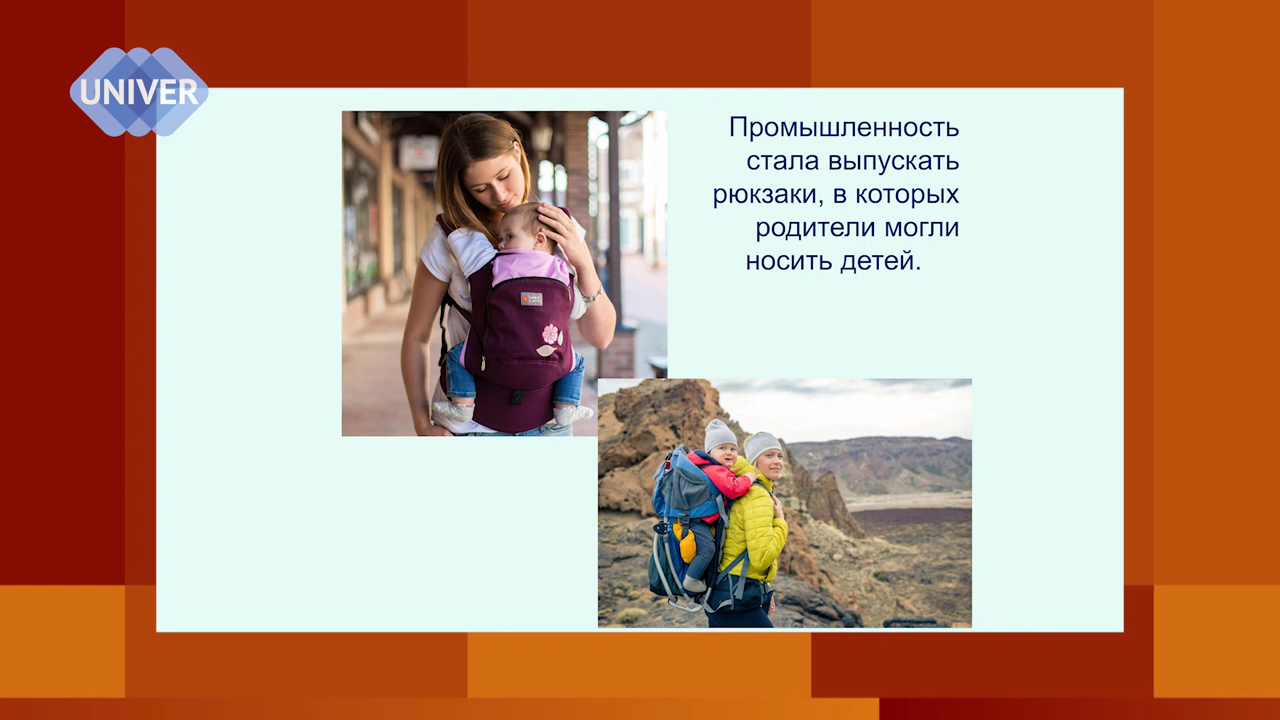 UNIVER
Промышленность
стала выпускать
рюкзаки, в которых
родители могли
носить детей.